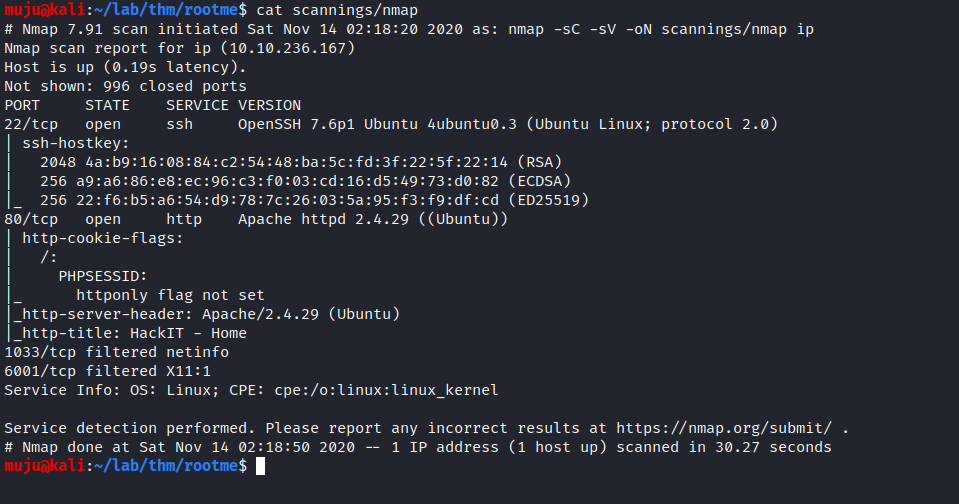 muju@kali:~/lab/thm/rootme$ cat scannings/nmap
# Nmap 7.91 scan initiated Sat Nov 14 02:18:20 2020 as: nmap -sC -sV -oN scannings/nmap ip
Nmap scan report for ip (10.10.236.167)
Host is up (0.19s latency).
Not shown: 996 closed ports
PORT     STATE    SERVICE VERSION
22/tcp   open     ssh     OpenSSH 7.6p1 Ubuntu 4ubuntu0.3 (Ubuntu Linux; protocol 2.0)
| ssh-hostkey:
|   2048 4a:b9:16:08:84:c2:54:48:ba:5c:fd:3f:22:5f:22:14 (RSA)
|   256 a9:a6:86:e8:ec:96:c3:f0:03:cd:16:d5:49:73:d0:82 (ECDSA)
|_  256 22:f6:b5:a6:54:d9:78:7c:26:03:5a:95:f3:f9:df:cd (ED25519)
80/tcp   open     http    Apache httpd 2.4.29 ((Ubuntu))
| http-cookie-flags:
|   /:
|     PHPSESSID:
|_      httponly flag not set
|_http-server-header: Apache/2.4.29 (Ubuntu)
|_http-title: HackIT - Home
1033/tcp filtered netinfo
6001/tcp filtered X11:1
Service Info: OS: Linux; CPE: cpe:/o:linux:linux_kernel
Service detection performed. Please report any incorrect results at https://nmap.org/submit/ .
# Nmap done at Sat Nov 14 02:18:50 2020 -- 1 IP address (1 host up) scanned in 30.27 seconds
muju@kali:~/lab/thm/rootme$